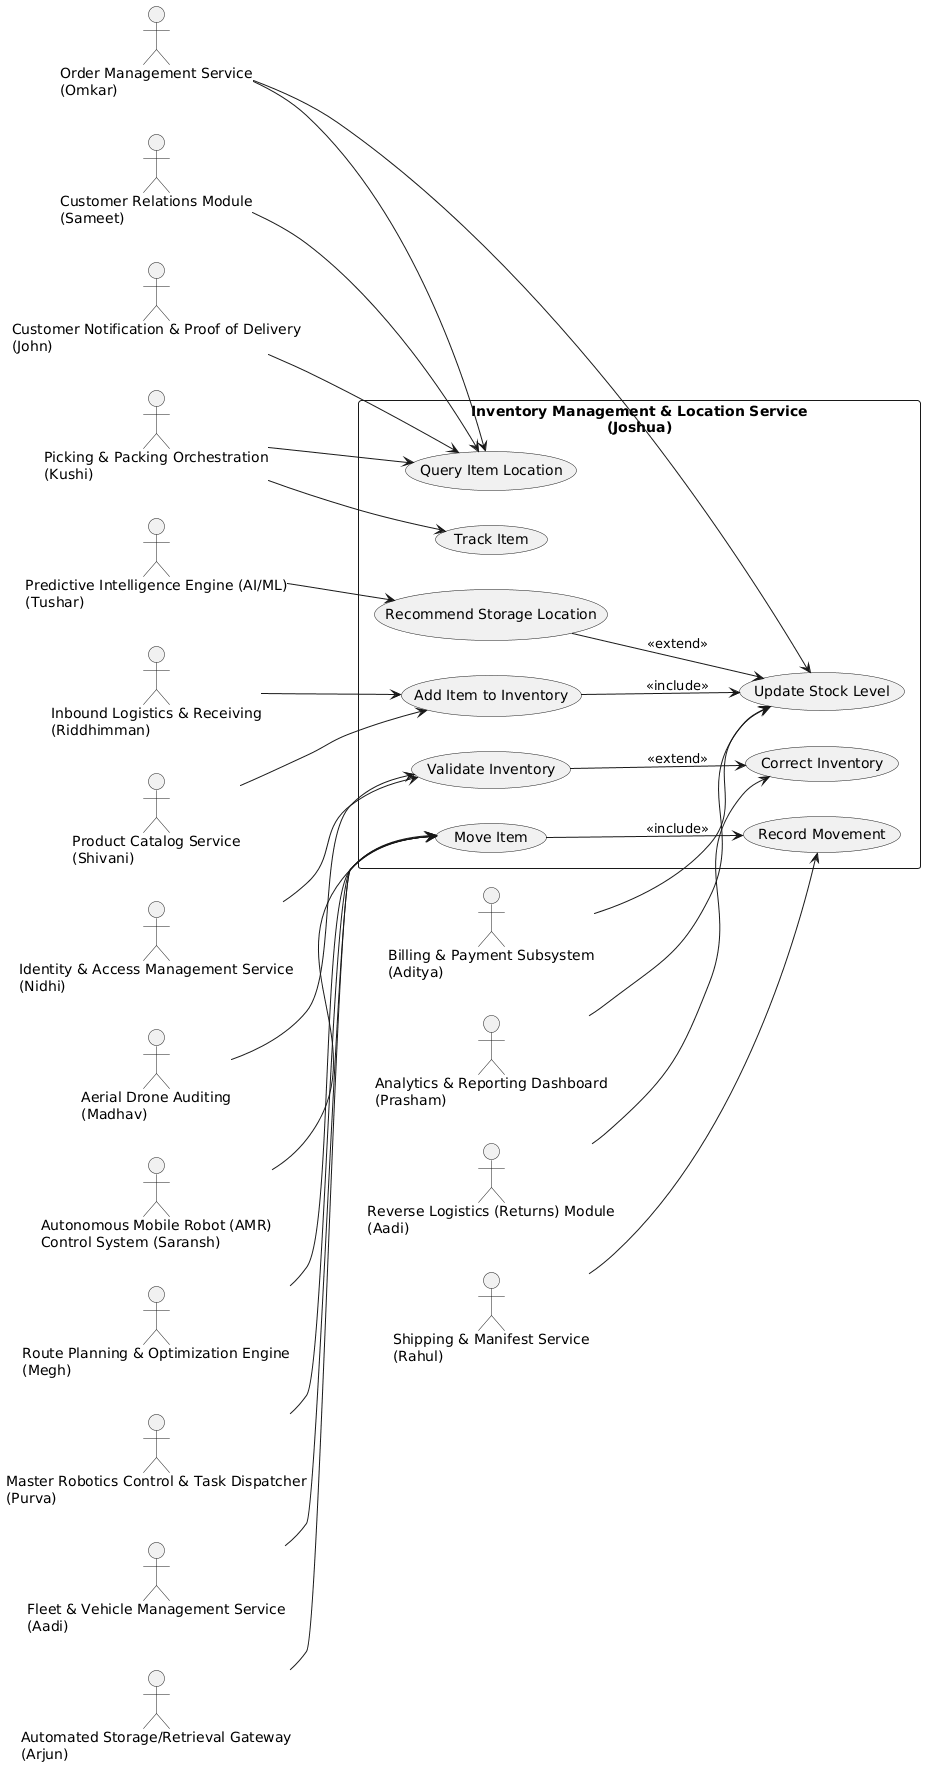 Order Management Service
(Omkar)
Customer Relations Module
(Sameet)
Customer Notification & Proof of Delivery
(John)
Picking & Packing Orchestration
(Kushi)
Predictive Intelligence Engine (AI/ML)
(Tushar)
Inbound Logistics & Receiving
(Riddhimman)
Product Catalog Service
(Shivani)
Identity & Access Management Service
(Nidhi)
Aerial Drone Auditing
(Madhav)
Autonomous Mobile Robot (AMR)
Control System (Saransh)
Route Planning & Optimization Engine
(Megh)
Master Robotics Control & Task Dispatcher
(Purva)
Fleet & Vehicle Management Service
(Aadi)
Automated Storage/Retrieval Gateway
(Arjun)
Inventory Management & Location Service
(Joshua)
Query Item Location
Track Item
Recommend Storage Location
«extend»
Add Item to Inventory
«include»
Update Stock Level
Validate Inventory
«extend»
Correct Inventory
Move Item
«include»
Record Movement
Billing & Payment Subsystem
(Aditya)
Analytics & Reporting Dashboard
(Prasham)
Reverse Logistics (Returns) Module
(Aadi)
Shipping & Manifest Service
(Rahul)